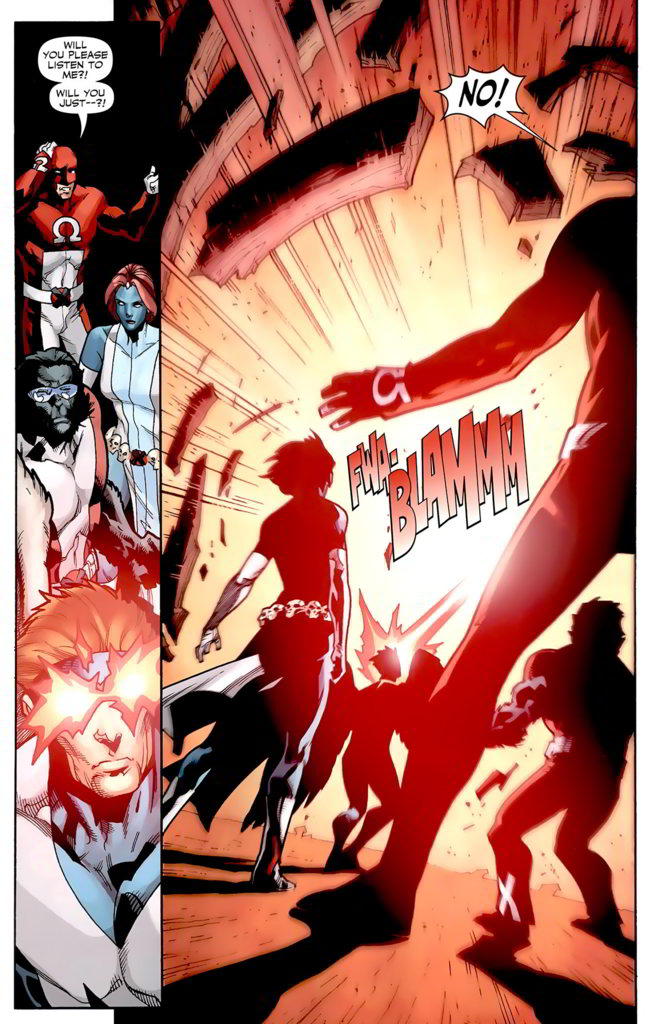 WILL
YOU PLEASE
LISTEN TO
ME?!
WILL YOU
JUST--?!
NO!
FWA-
BLAMMM
Ω
X